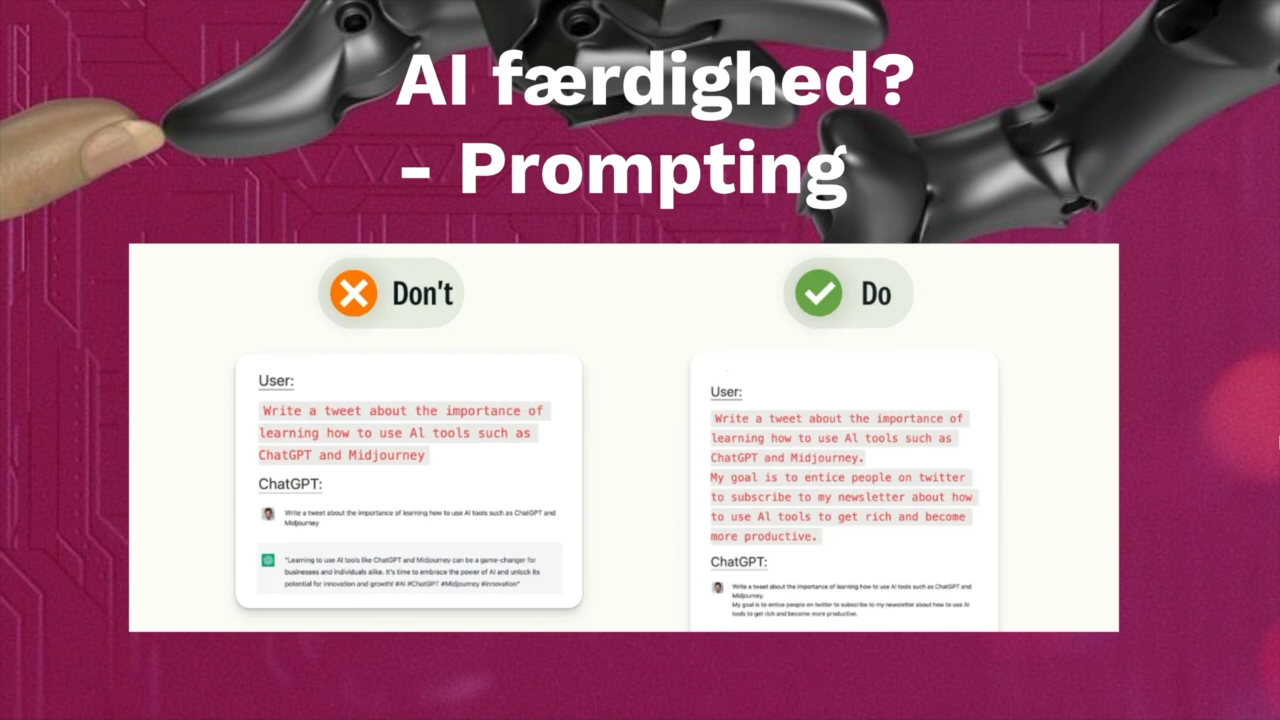 AI færdighed?
- Prompting
Don't
User:
Write a tweet about the importance of
learning how to use Al tools such as
ChatGPT and Midjourney
ChatGPT:
Write a tweet about the importance of learning how to use AI tools such as ChatGPT and
Midjourney
"Learning to use AI tools like ChatGPT and Midjourney can be a game-changer for
businesses and individuals alike. It's time to embrace the power of AI and unlock its
potential for innovation and growth! #AI #ChatGPT #Midjourney #innovation"
Do
User:
Write a tweet about the importance of
learning how to use Al tools such as
ChatGPT and Midjourney.
My goal is to entice people on twitter
to subscribe to my newsletter about how
to use Al tools to get rich and become
more productive.
ChatGPT:
Write a tweet about the importance of learning how to use AI tools such as ChatGPT and
Midjourney.
My goal is to entice people on twitter to subscribe to my newsletter about how to use AI
tools to get rich and become more productive.